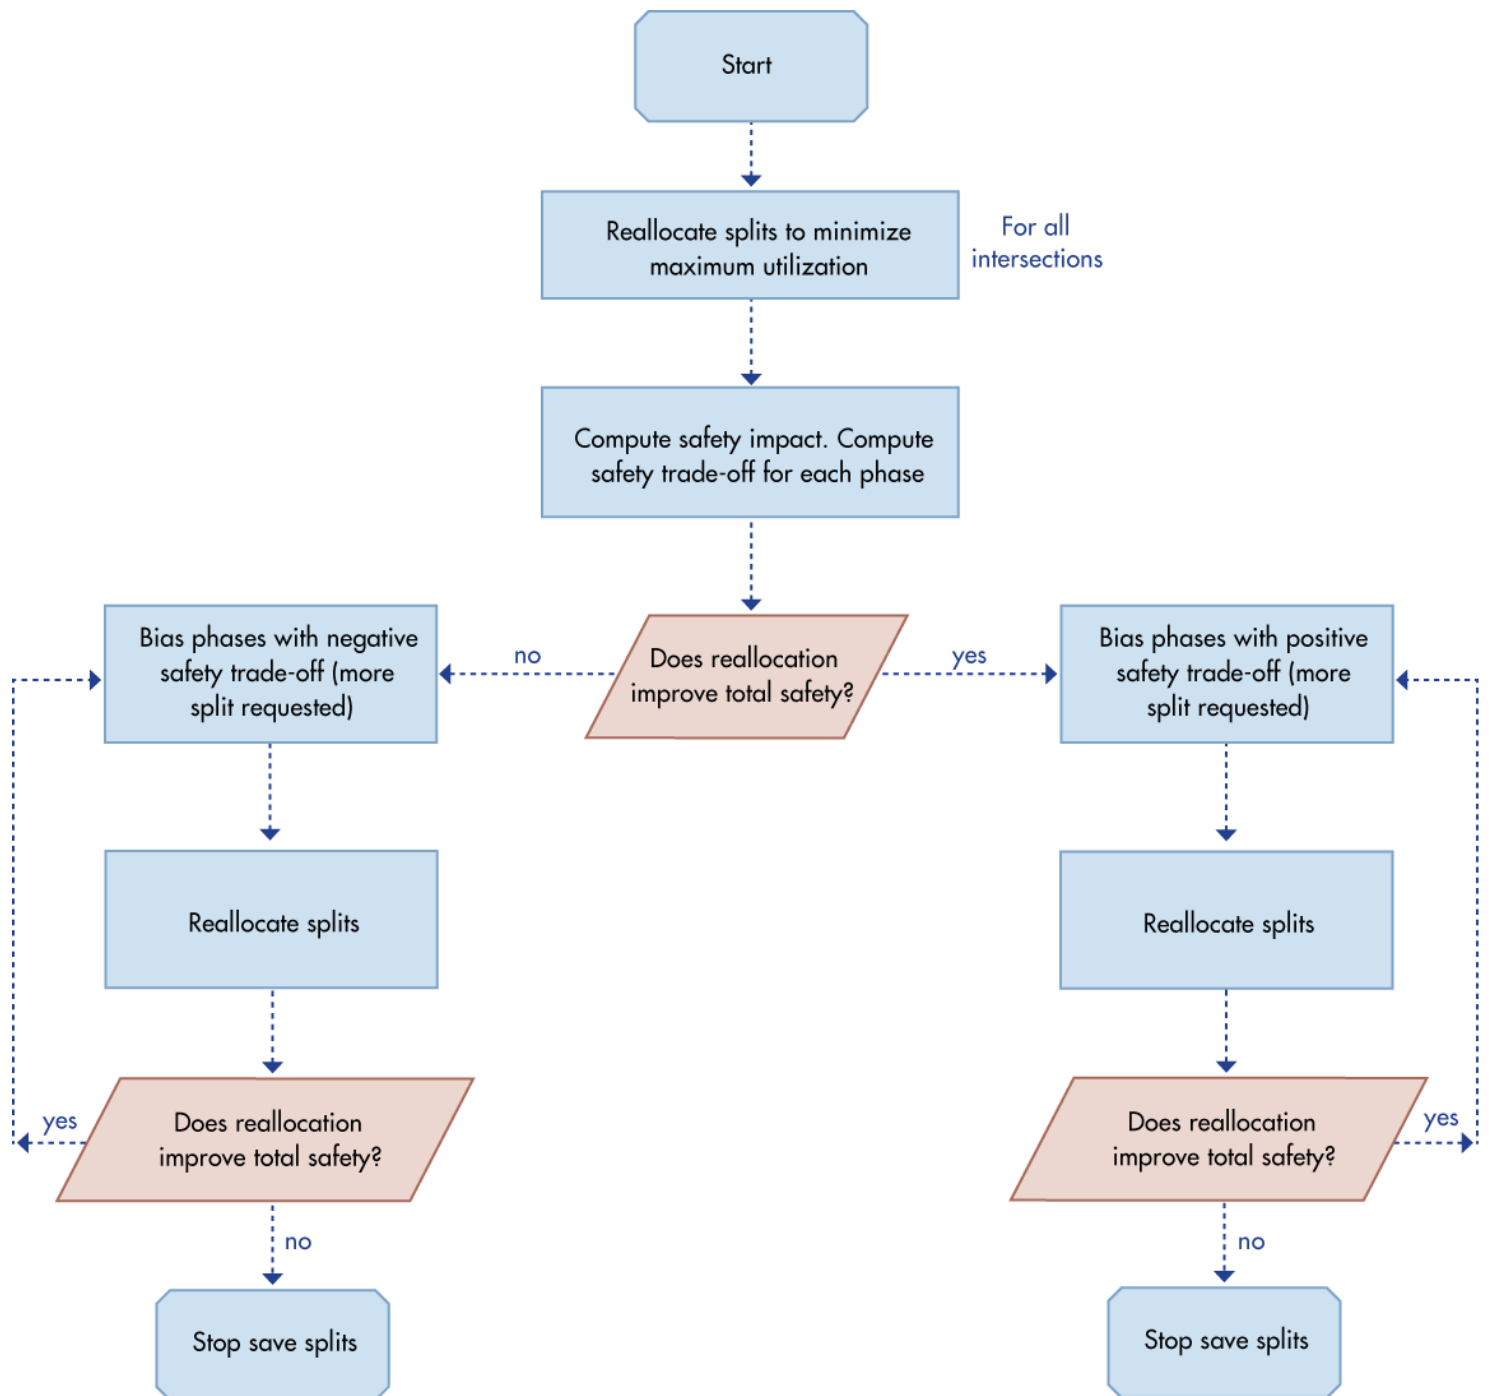 Start
Reallocate splits to minimize
maximum utilization
For all
intersections
Compute safety impact. Compute
safety trade-off for each phase
Bias phases with negative
safety trade-off (more
split requested)
no
Does reallocation
improve total safety?
yes
Bias phases with positive
safety trade-off (more
split requested)
Reallocate splits
Reallocate splits
yes
Does reallocation
improve total safety?
Does reallocation
improve total safety?
yes
no
no
Stop save splits
Stop save splits